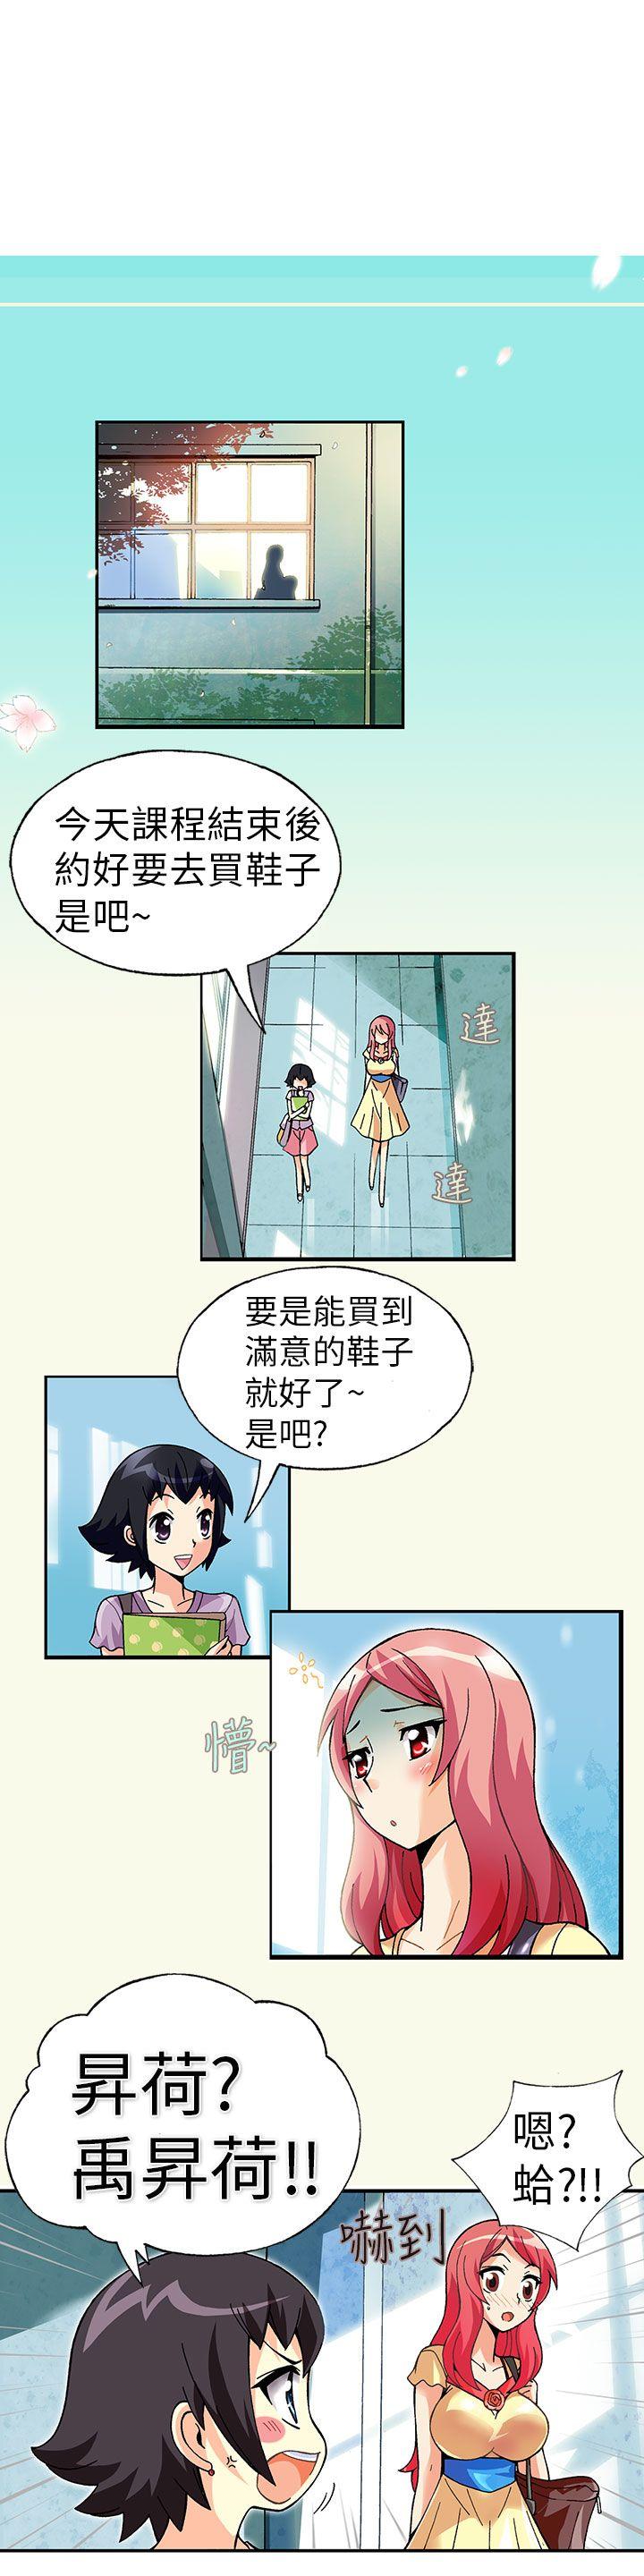 今天課程結束後
約好要去買鞋子
是吧~
達
達
要是能買到
滿意的鞋子
就好了~
是吧?
懵~
昇荷?
禹昇荷!!
嗯?
蛤?!!
嚇到